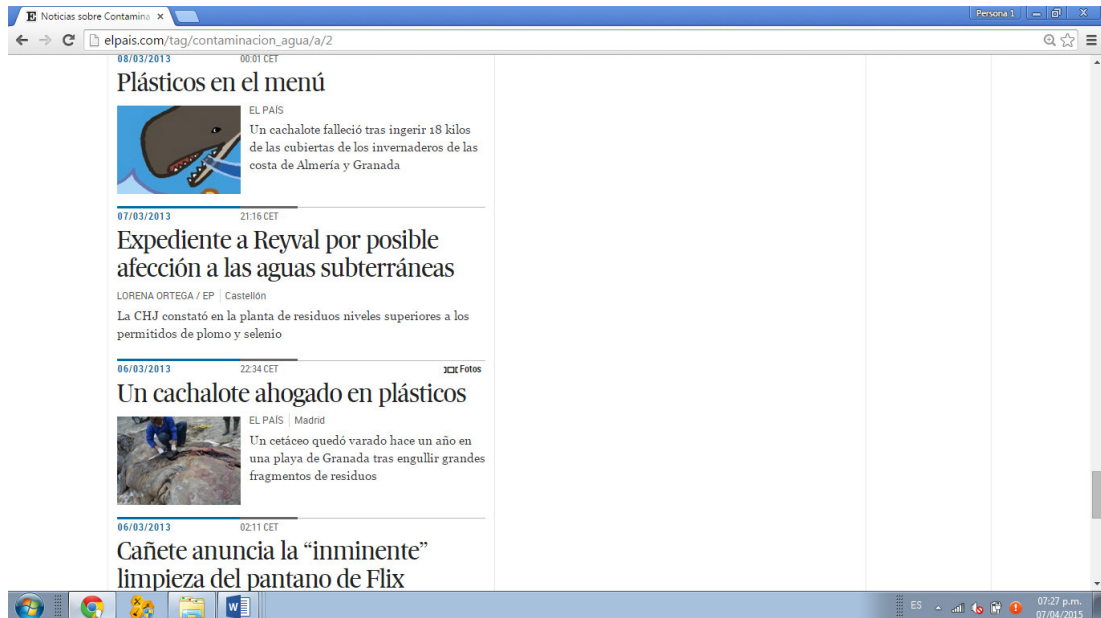 E Noticias sobre Contamina ×
Persona 1
elpais.com/tag/contaminacion_agua/a/2
08/03/2013 00:01 CET
Plásticos en el menú
EL PAÍS
Un cachalote falleció tras ingerir 18 kilos
de las cubiertas de los invernaderos de las
costa de Almería y Granada
07/03/2013 21:16 CET
Expediente a Reyval por posible
afección a las aguas subterráneas
LORENA ORTEGA / EP | Castellón
La CHJ constató en la planta de residuos niveles superiores a los
permitidos de plomo y selenio
06/03/2013 22:34 CET Fotos
Un cachalote ahogado en plásticos
EL PAÍS | Madrid
Un cetáceo quedó varado hace un año en
una playa de Granada tras engullir grandes
fragmentos de residuos
06/03/2013 02:11 CET
Cañete anuncia la “inminente”
limpieza del pantano de Flix
ES 07:27 p.m.
07/04/2015